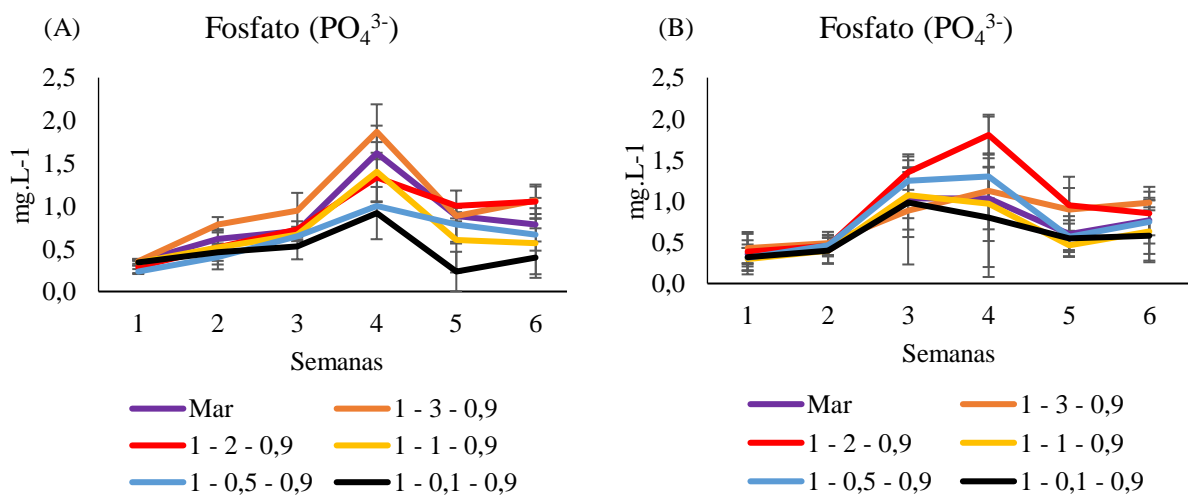 (A) Fosfato (PO₄³⁻)
2,5
2,0
1,5
1,0
0,5
0,0
mg.L-1
1 2 3 4 5 6
Semanas
Mar 1 - 3 - 0,9
1 - 2 - 0,9 1 - 1 - 0,9
1 - 0,5 - 0,9 1 - 0,1 - 0,9
(B) Fosfato (PO₄³⁻)
2,5
2,0
1,5
1,0
0,5
0,0
mg.L-1
1 2 3 4 5 6
Semanas
Mar 1 - 3 - 0,9
1 - 2 - 0,9 1 - 1 - 0,9
1 - 0,5 - 0,9 1 - 0,1 - 0,9